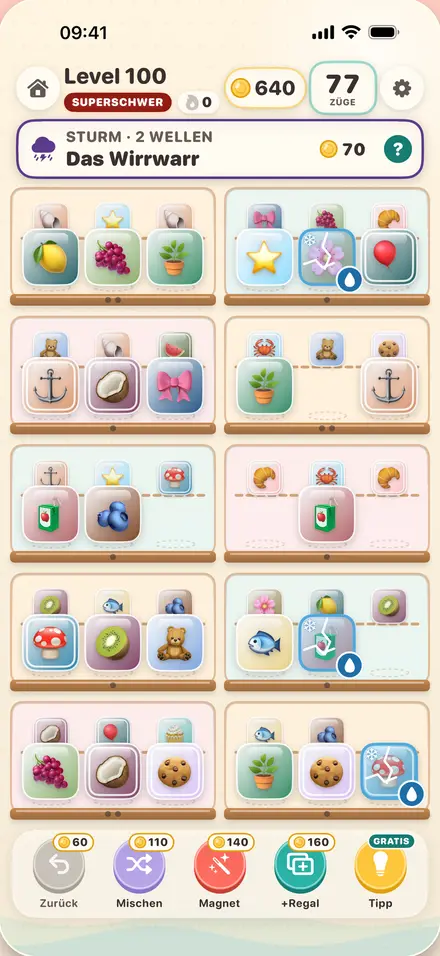 09:41
Level 100
SUPERSCHWER
0
640
77
ZÜGE
STURM · 2 WELLEN
Das Wirrwarr
70
?
60
110
140
160
GRATIS
Zurück
Mischen
Magnet
+Regal
Tipp